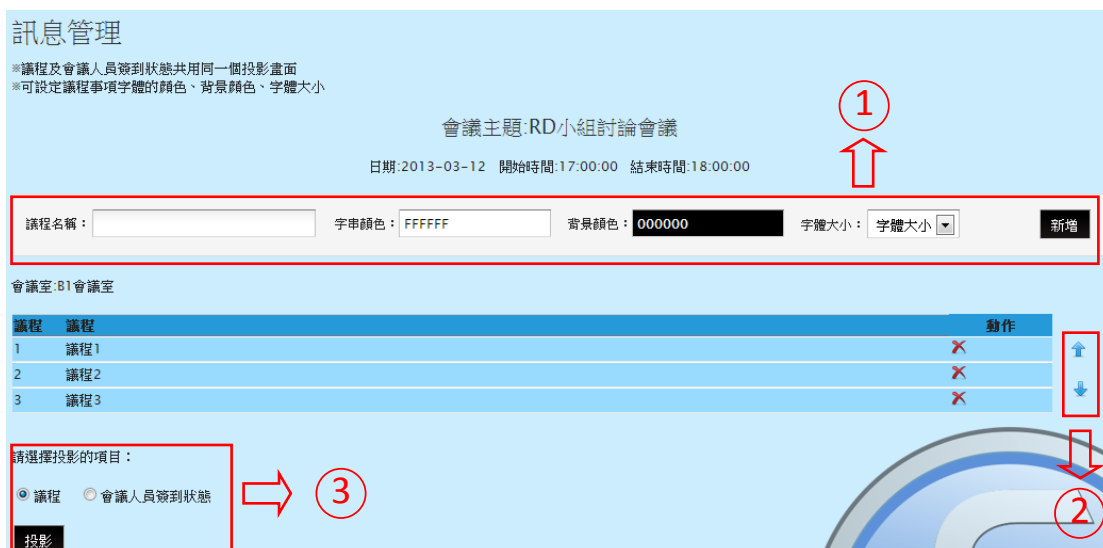 訊息管理
※議程及會議人員簽到狀態共用同一個投影畫面
※可設定議程事項字體的顏色、背景顏色、字體大小
會議主題:RD小組討論會議
日期:2013-03-12 開始時間:17:00:00 結束時間:18:00:00
①
議程名稱： 字串顏色：FFFFFF 背景顏色：000000 字體大小：字體大小 新增
會議室:B1會議室
議程 議程 動作
1 議程1
2 議程2
3 議程3
請選擇投影的項目：
議程 會議人員簽到狀態
③
②
投影